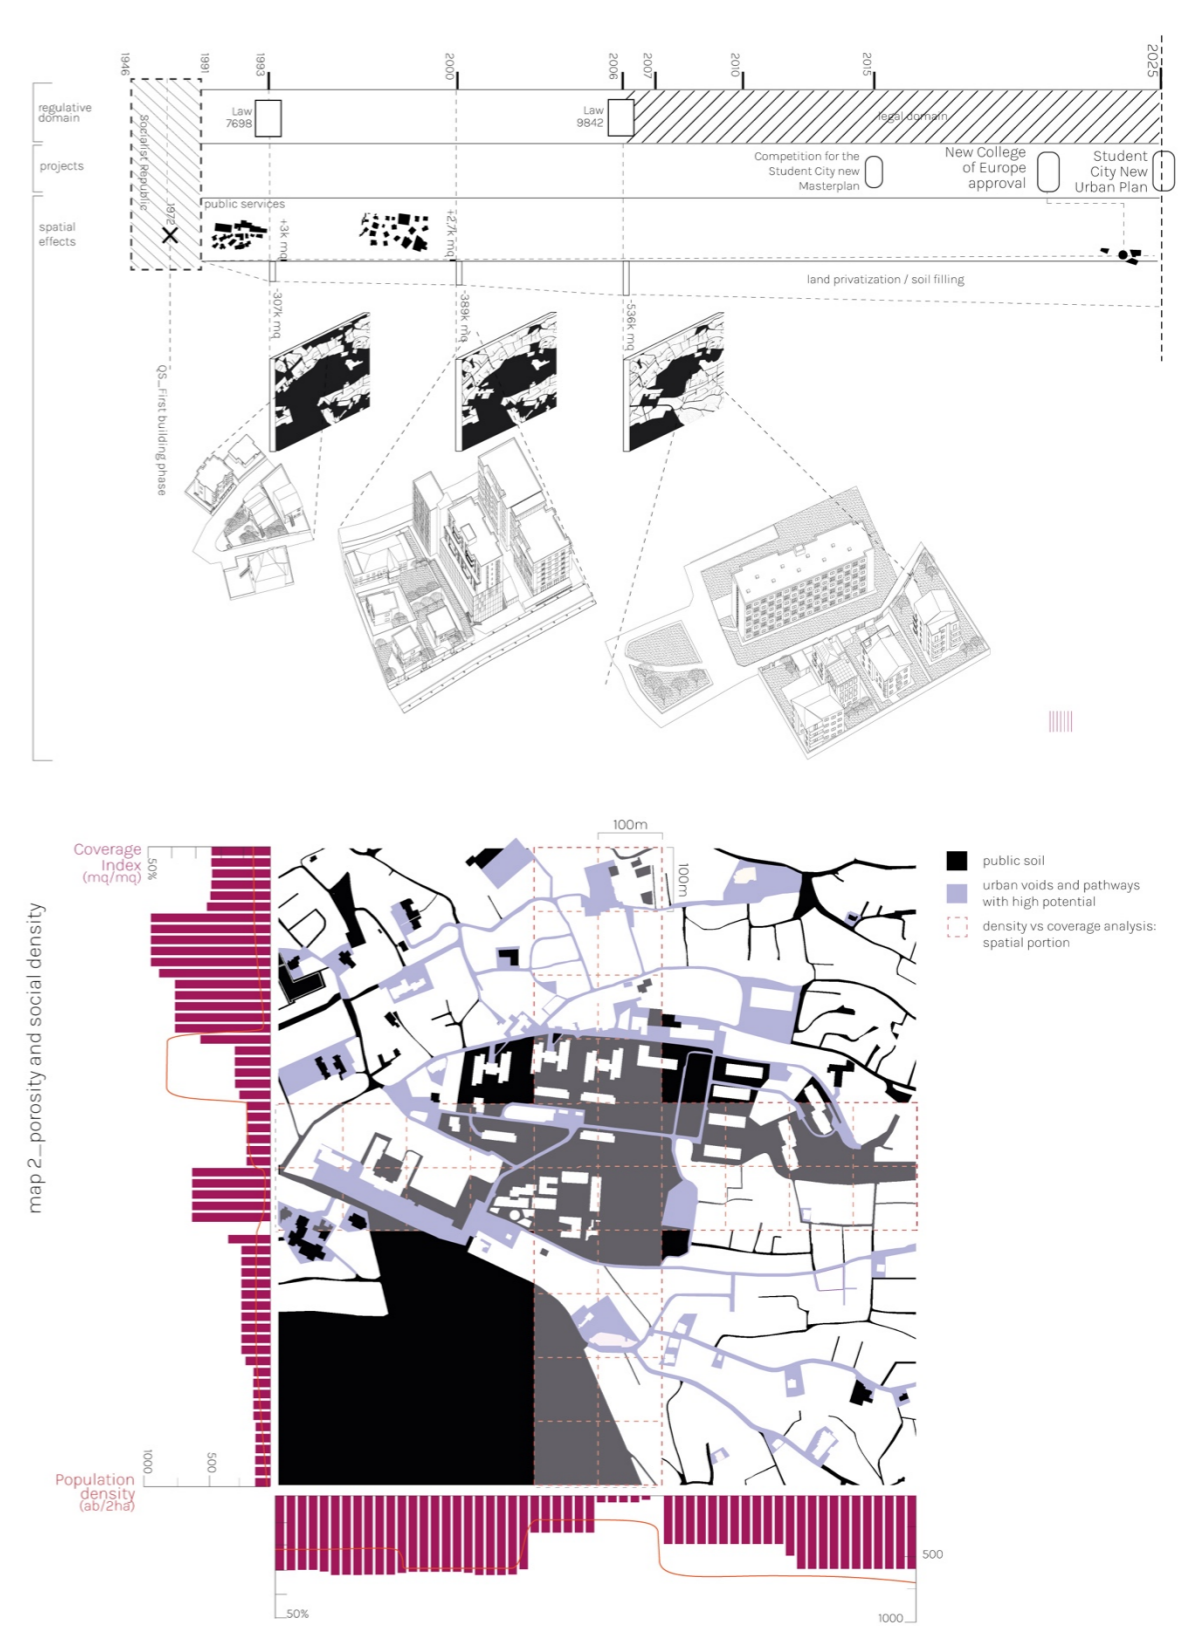 1946
1991
1993
2000
2006
2007
2010
2015
2025
regulative
domain
Law
7698
Law
9842
legal domain
projects
Socialist Republic
Competition for the
Student City new
Masterplan
New College
of Europe
approval
Student
City New
Urban Plan
spatial
effects
1972
public services
+3k mq
+27k mq
land privatization / soil filling
-307k mq
-389k mq
-536k mq
QS_First building phase
100m
100m
Coverage
Index
(mq/mq)
50%
public soil
urban voids and pathways
with high potential
density vs coverage analysis:
spatial portion
map 2_porosity and social density
1000
500
Population
density
(ab/2ha)
500
50%
1000